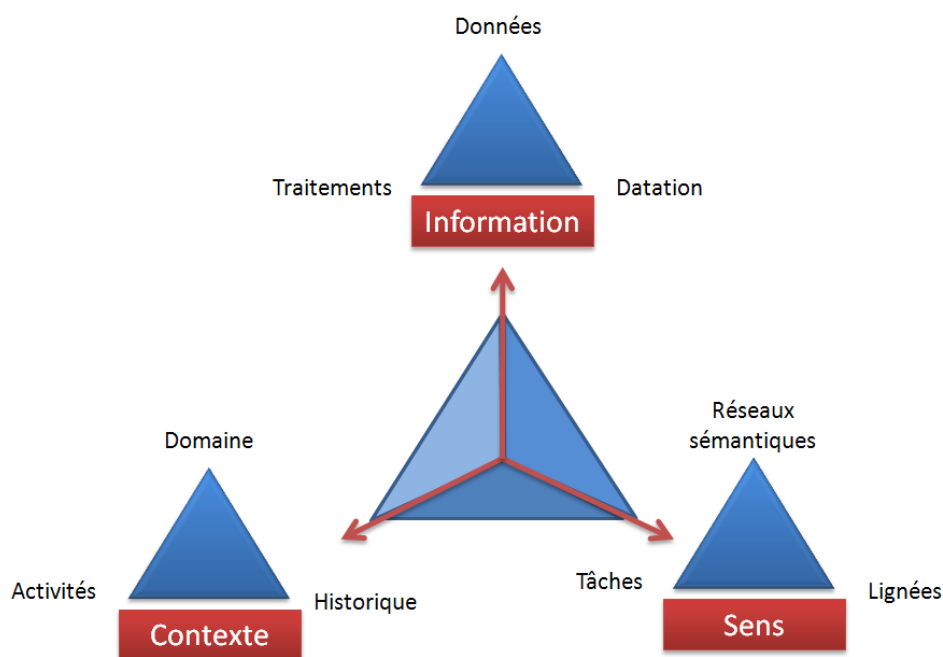 Données
Traitements
Datation
Information
Domaine
Activités
Historique
Contexte
Réseaux
sémantiques
Tâches
Lignées
Sens